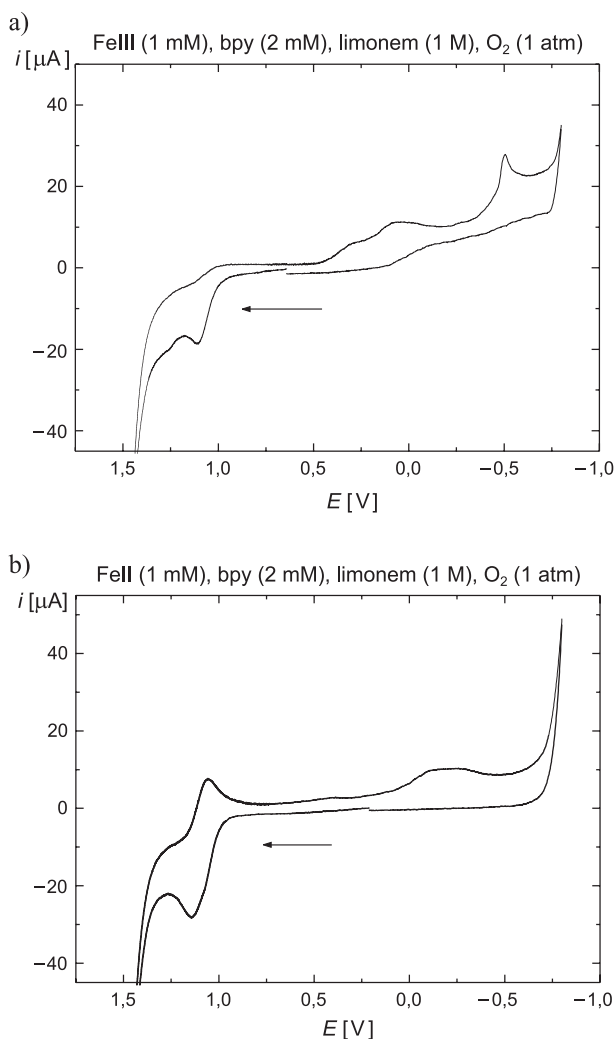 a)
FeIII (1 mM), bpy (2 mM), limonem (1 M), O₂ (1 atm)
i [µA]
40
20
0
−20
−40
1,5 1,0 0,5 0,0 −0,5 −1,0
E [V]
b)
FeII (1 mM), bpy (2 mM), limonem (1 M), O₂ (1 atm)
i [µA]
40
20
0
−20
−40
1,5 1,0 0,5 0,0 −0,5 −1,0
E [V]